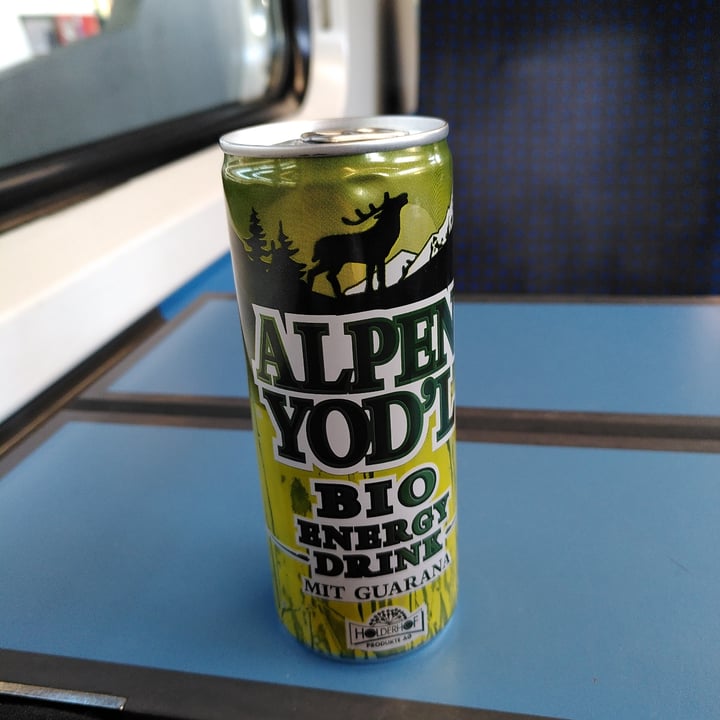 ALPEN
YOD'L
BIO
ENERGY
DRINK
MIT GUARANA
HOLDERHOF
PRODUKTE AG